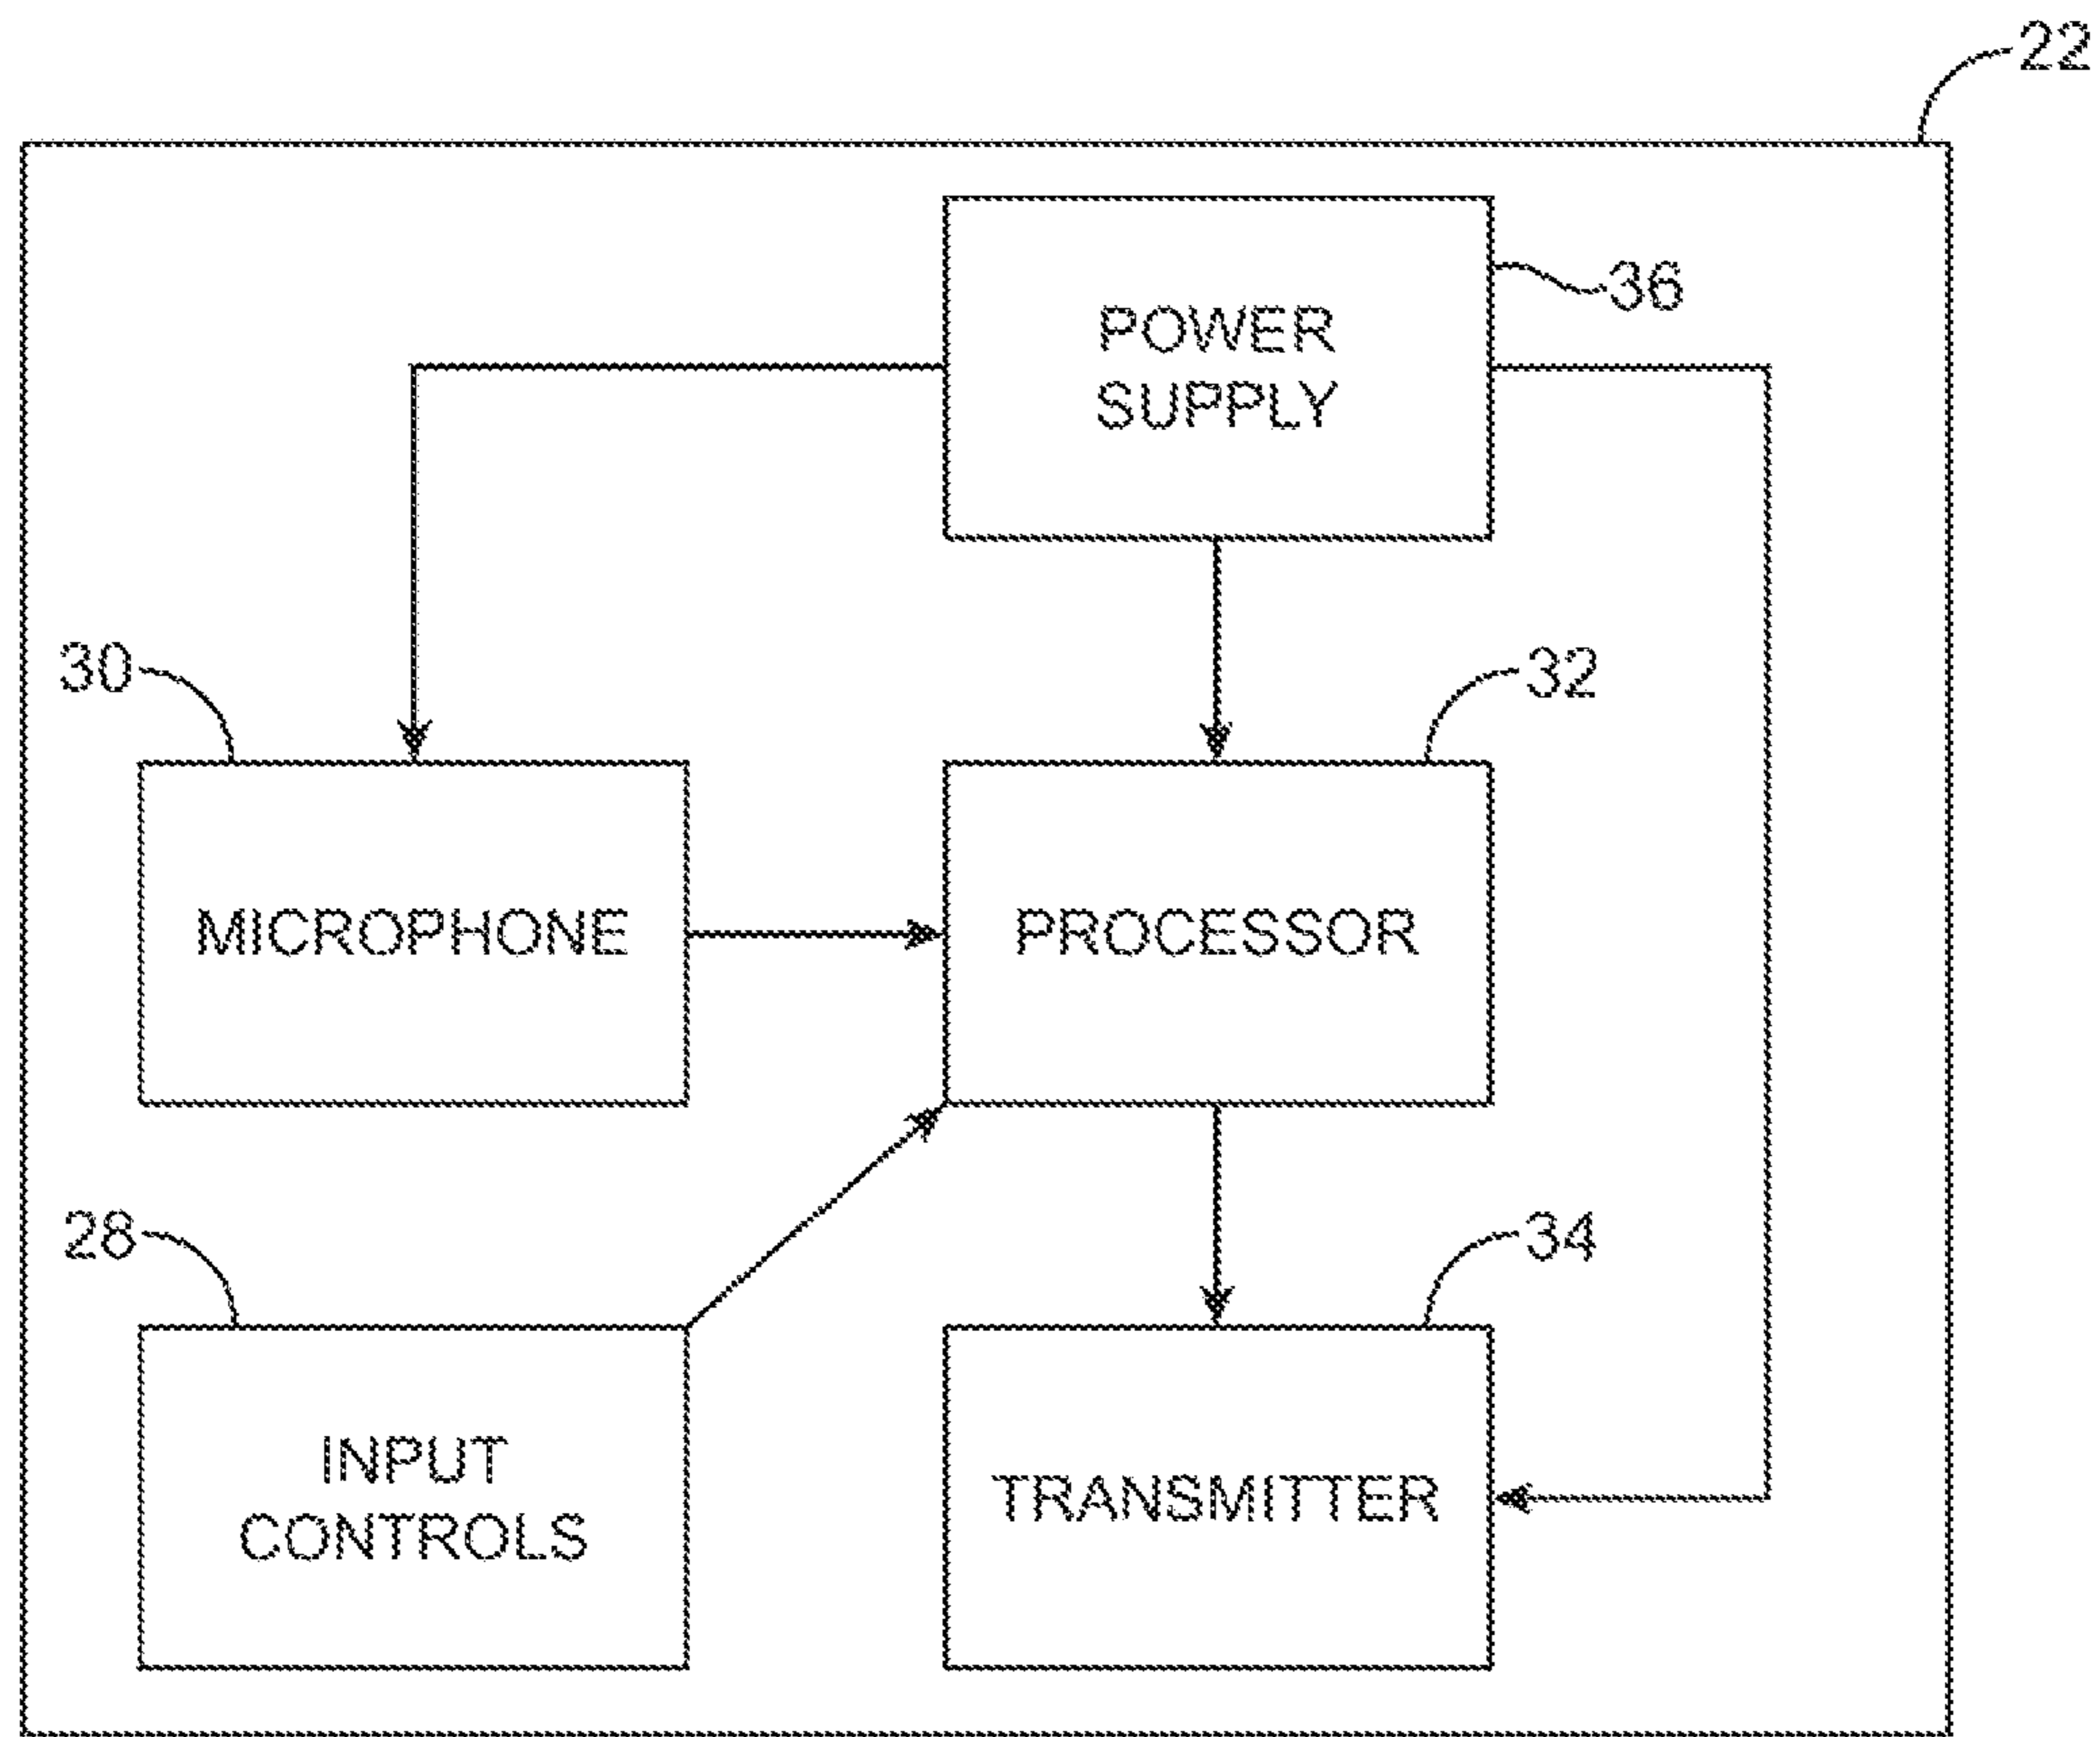 22
POWER
SUPPLY
36
30
32
MICROPHONE
PROCESSOR
28
34
INPUT
CONTROLS
TRANSMITTER